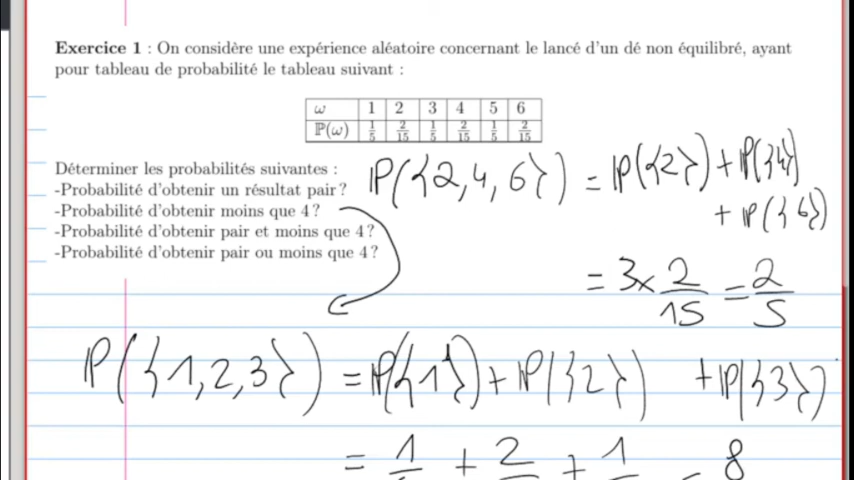 Exercice 1 : On considère une expérience aléatoire concernant le lancé d'un dé non équilibré, ayant
pour tableau de probabilité le tableau suivant :
ω 1 2 3 4 5 6
ℙ(ω) 1/5 2/15 1/5 2/15 1/5 2/15
Déterminer les probabilités suivantes :
-Probabilité d'obtenir un résultat pair ?
-Probabilité d'obtenir moins que 4 ?
-Probabilité d'obtenir pair et moins que 4 ?
-Probabilité d'obtenir pair ou moins que 4 ?
ℙ({2,4,6}) = ℙ({2}) + ℙ({4})
+ ℙ({6})
= 3 x 2/15 = 2/5
ℙ({1,2,3}) = ℙ({1}) + ℙ({2}) + ℙ({3})
= 1 + 2 + 1 = 8